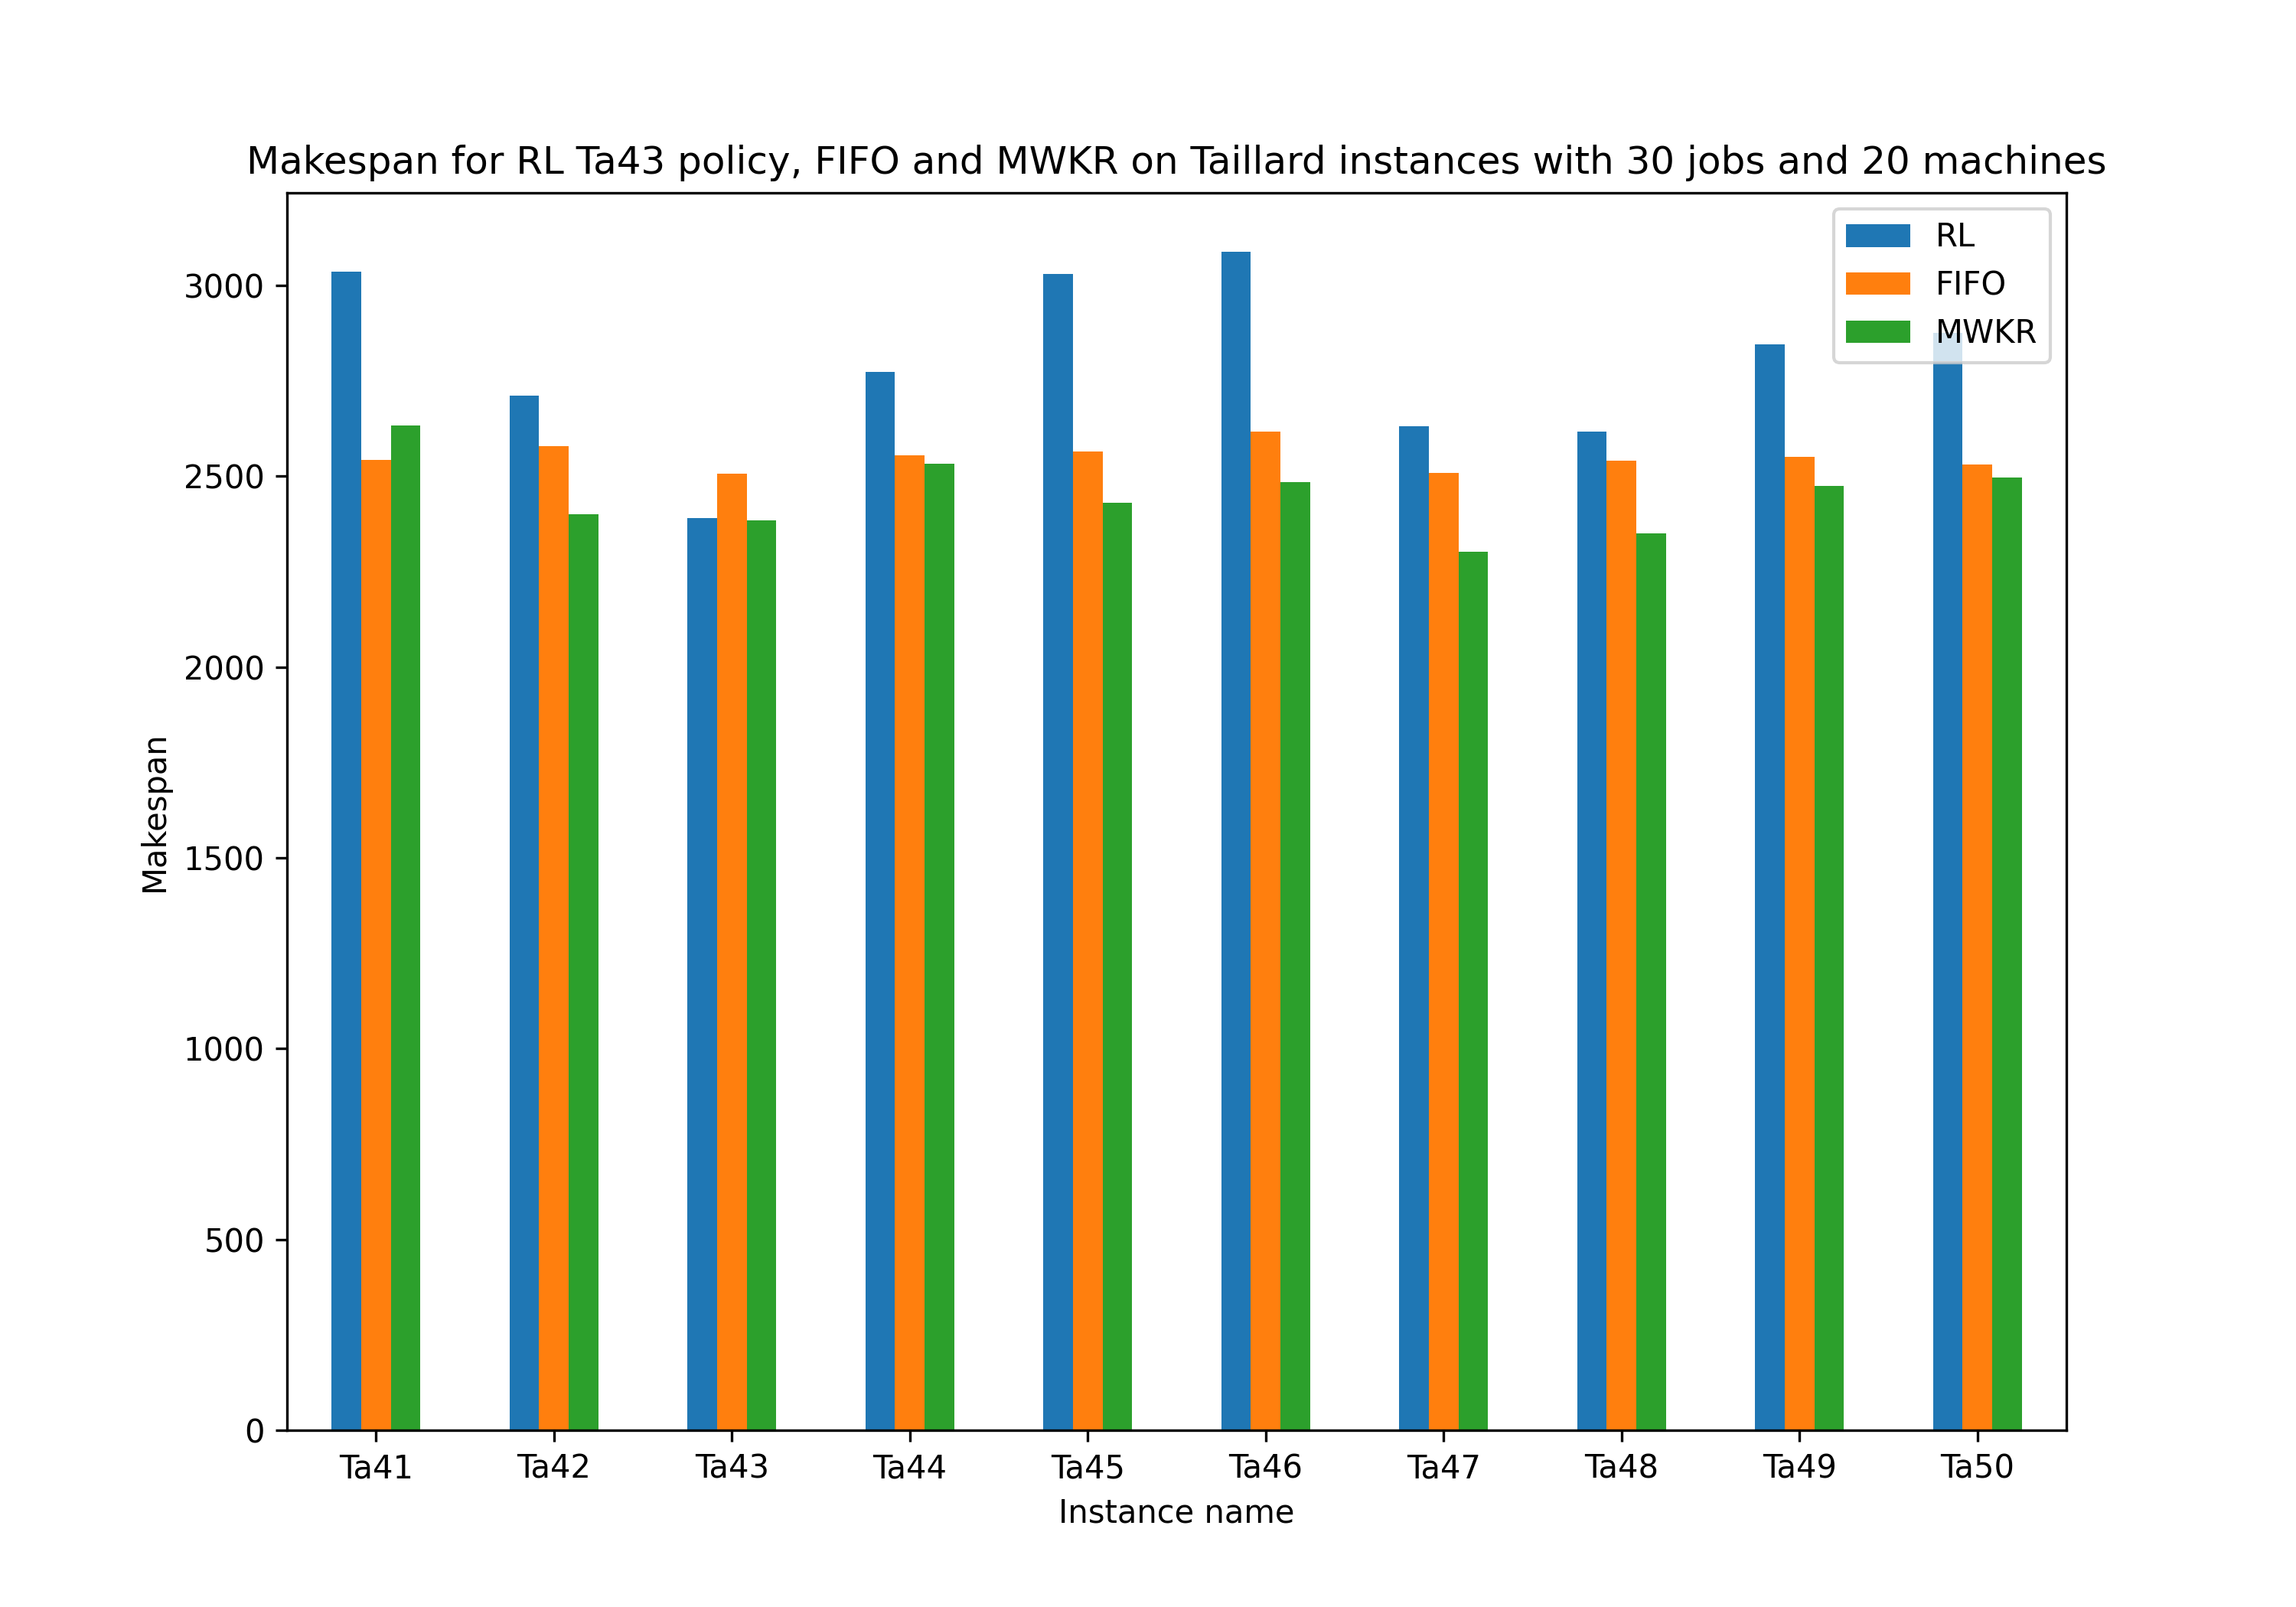 Makespan for RL Ta43 policy, FIFO and MWKR on Taillard instances with 30 jobs and 20 machines
RL
FIFO
MWKR
3000
2500
2000
1500
1000
500
0
Makespan
Ta41 Ta42 Ta43 Ta44 Ta45 Ta46 Ta47 Ta48 Ta49 Ta50
Instance name